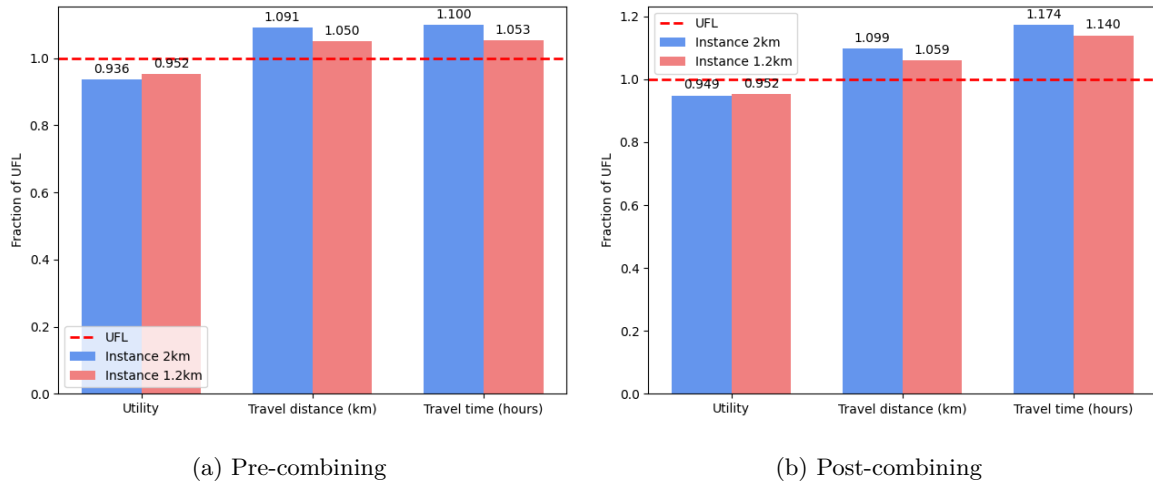 1.091
1.100
1.050
1.053
0.936
0.952
Fraction of UFL
1.0
0.8
0.6
0.4
0.2
0.0
UFL
Instance 2km
Instance 1.2km
Utility
Travel distance (km)
Travel time (hours)
(a) Pre-combining
1.174
1.140
1.099
1.059
0.949
0.952
Fraction of UFL
1.2
1.0
0.8
0.6
0.4
0.2
0.0
UFL
Instance 2km
Instance 1.2km
Utility
Travel distance (km)
Travel time (hours)
(b) Post-combining